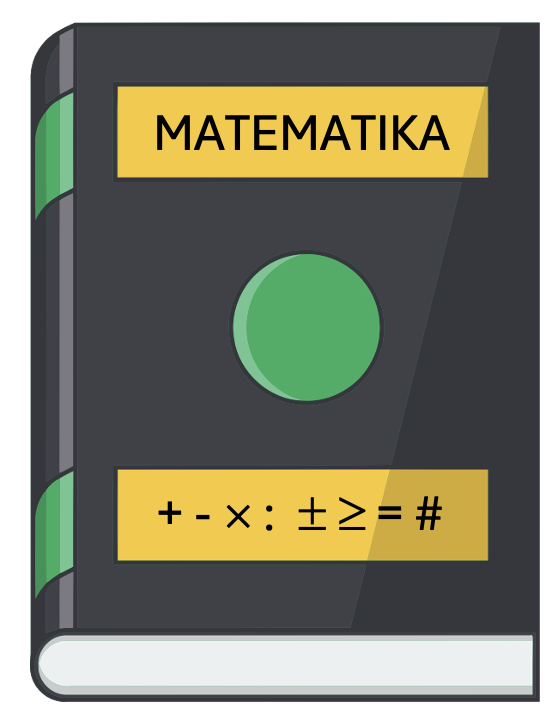 MATEMATIKA
+ - × : ± ≥ = #